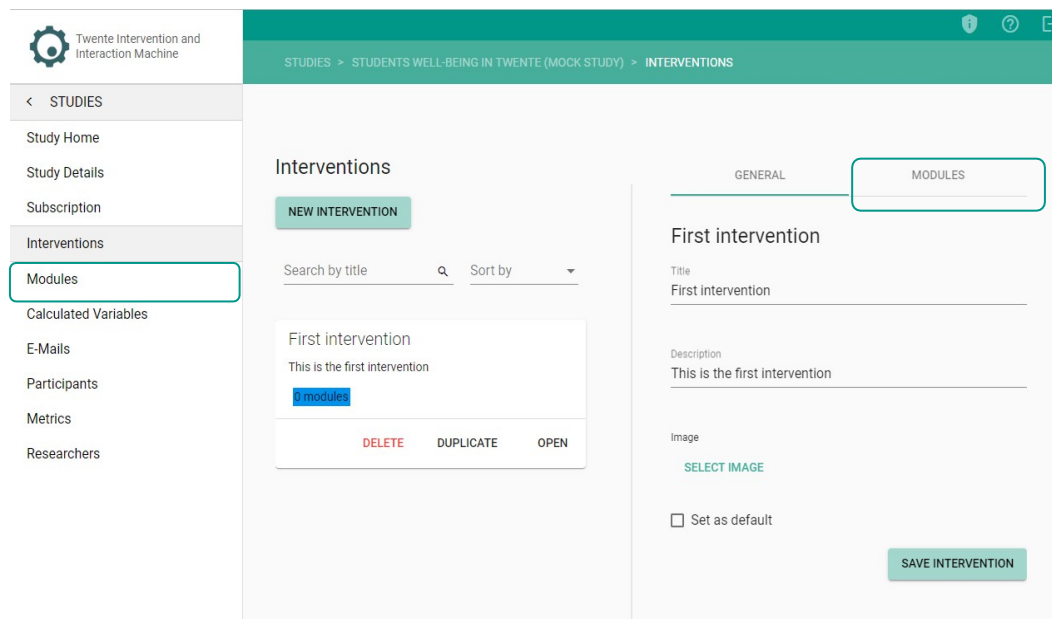 Twente Intervention and
Interaction Machine
STUDIES > STUDENTS WELL-BEING IN TWENTE (MOCK STUDY) > INTERVENTIONS
< STUDIES
Study Home
Study Details
Subscription
Interventions
Modules
Calculated Variables
E-Mails
Participants
Metrics
Researchers
Interventions
NEW INTERVENTION
Search by title
Sort by
First intervention
This is the first intervention
0 modules
DELETE DUPLICATE OPEN
GENERAL MODULES
First intervention
Title
First intervention
Description
This is the first intervention
Image
SELECT IMAGE
Set as default
SAVE INTERVENTION